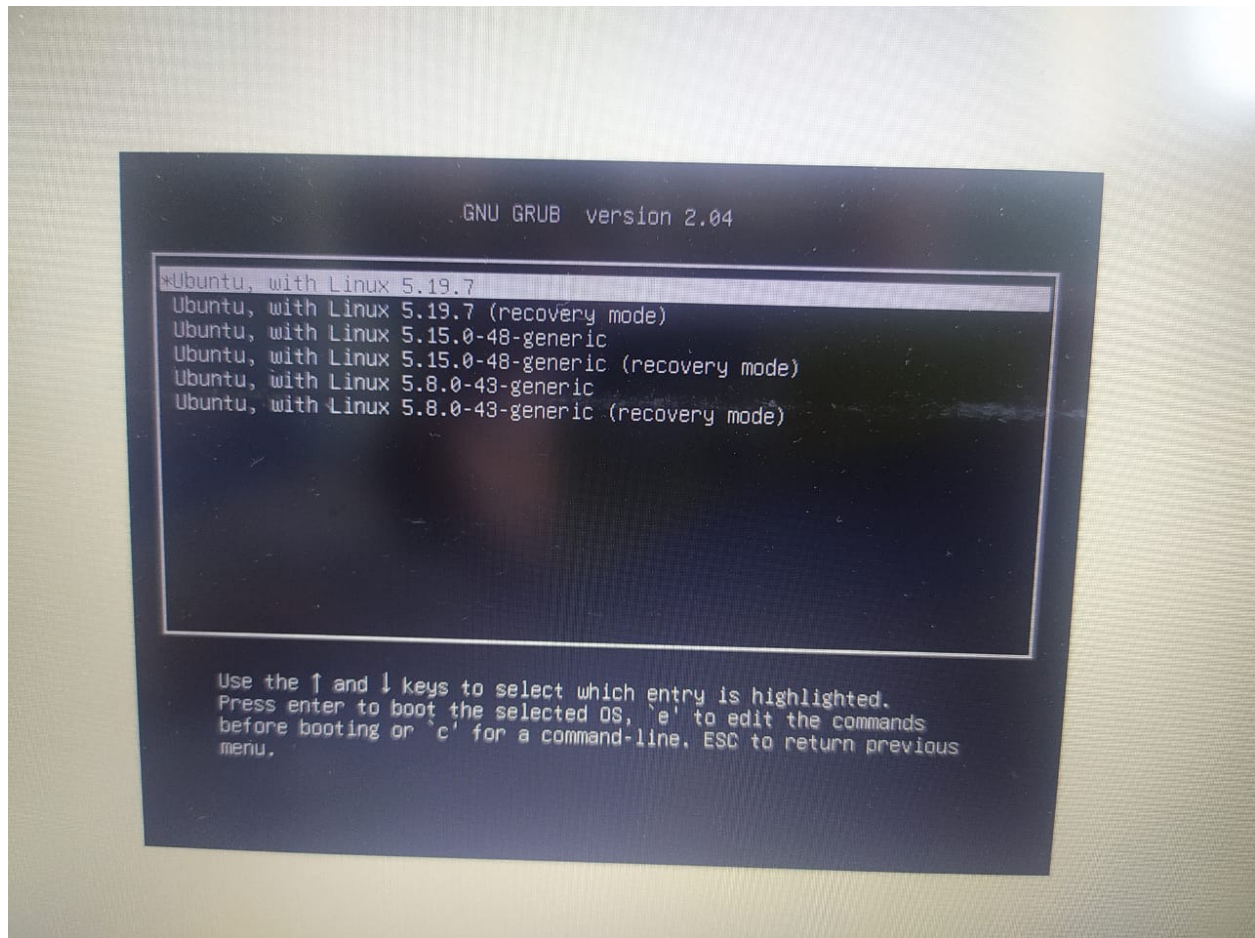 GNU GRUB  version 2.04
*Ubuntu, with Linux 5.19.7
Ubuntu, with Linux 5.19.7 (recovery mode)
Ubuntu, with Linux 5.15.0-48-generic
Ubuntu, with Linux 5.15.0-48-generic (recovery mode)
Ubuntu, with Linux 5.8.0-43-generic
Ubuntu, with Linux 5.8.0-43-generic (recovery mode)
Use the ↑ and ↓ keys to select which entry is highlighted.
Press enter to boot the selected OS, `e' to edit the commands
before booting or `c' for a command-line. ESC to return previous
menu.